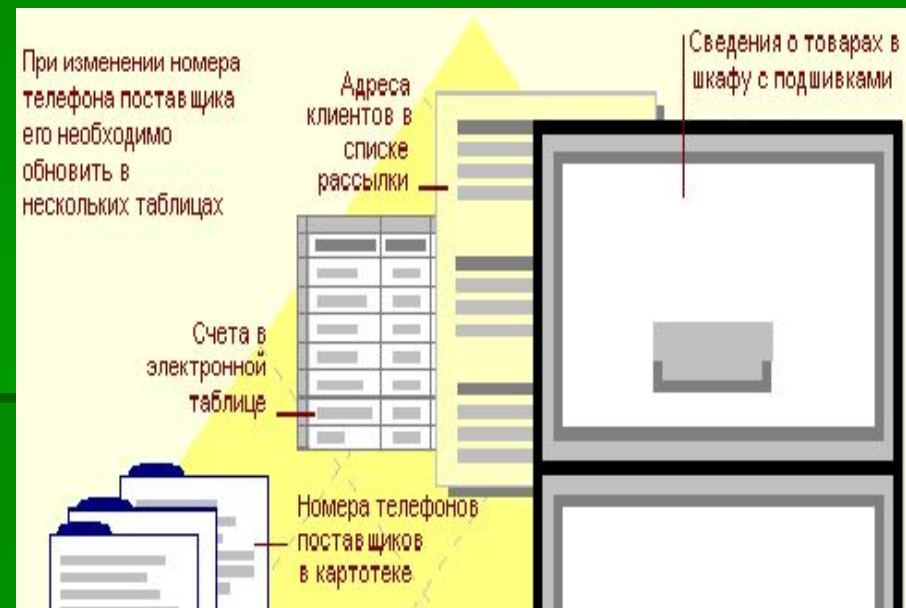 При изменении номера
телефона поставщика
его необходимо
обновить в
нескольких таблицах
Адреса
клиентов в
списке
рассылки
Сведения о товарах в
шкафу с подшивками
Счета в
электронной
таблице
Номера телефонов
поставщиков
в картотеке